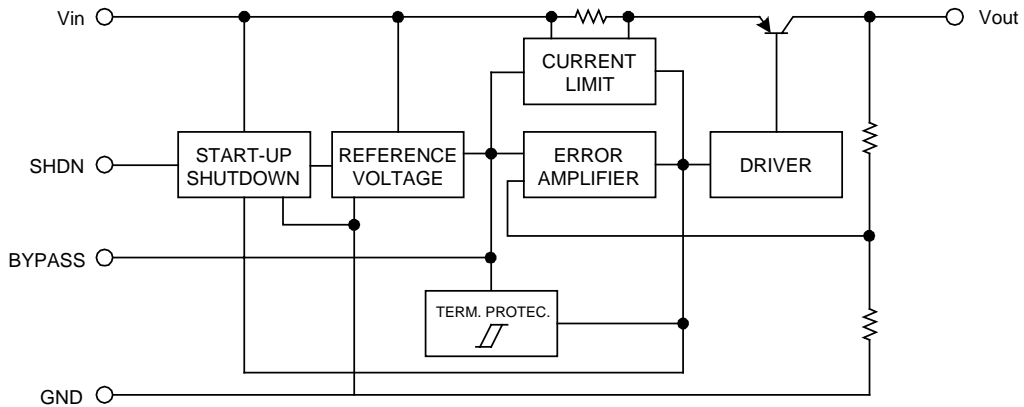 Vin
Vout
CURRENT
LIMIT
SHDN
START-UP
SHUTDOWN
REFERENCE
VOLTAGE
ERROR
AMPLIFIER
DRIVER
BYPASS
TERM. PROTEC.
GND